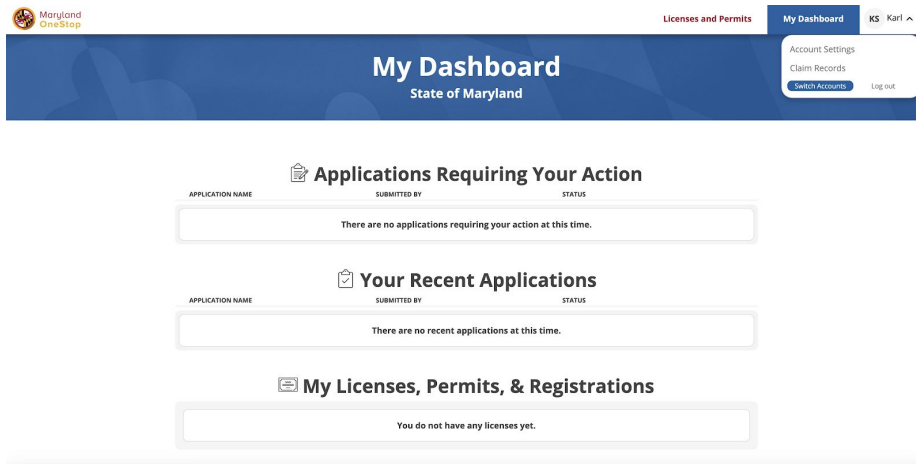 Maryland
OneStop
Licenses and Permits
My Dashboard
KS Karl
Account Settings
Claim Records
Switch Accounts
Log out
My Dashboard
State of Maryland
Applications Requiring Your Action
APPLICATION NAME SUBMITTED BY STATUS
There are no applications requiring your action at this time.
Your Recent Applications
APPLICATION NAME SUBMITTED BY STATUS
There are no recent applications at this time.
My Licenses, Permits, & Registrations
You do not have any licenses yet.